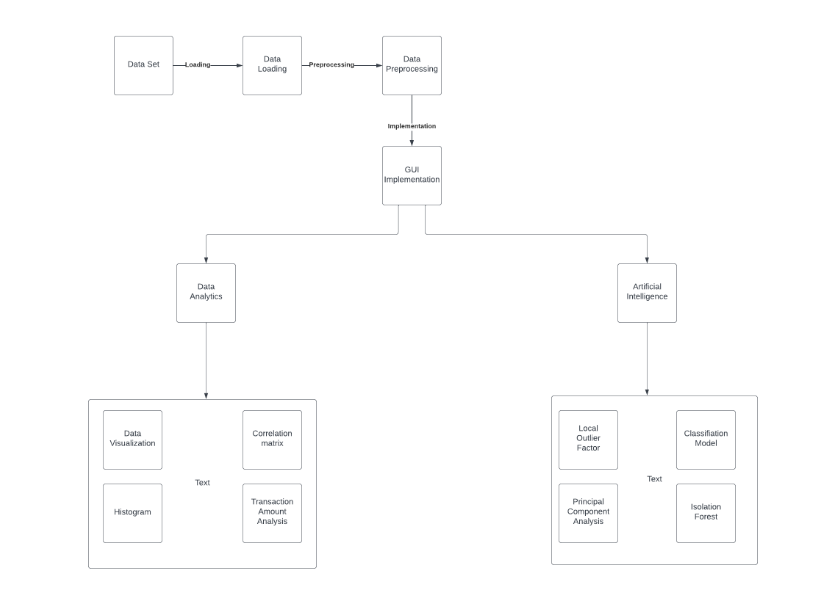 Data Set
Loading
Data
Loading
Preprocessing
Data
Preprocessing
Implementation
GUI
Implementation
Data
Analytics
Artificial
Intelligence
Data
Visualization
Correlation
matrix
Text
Histogram
Transaction
Amount
Analysis
Local
Outlier
Factor
Classifiation
Model
Text
Principal
Component
Analysis
Isolation
Forest